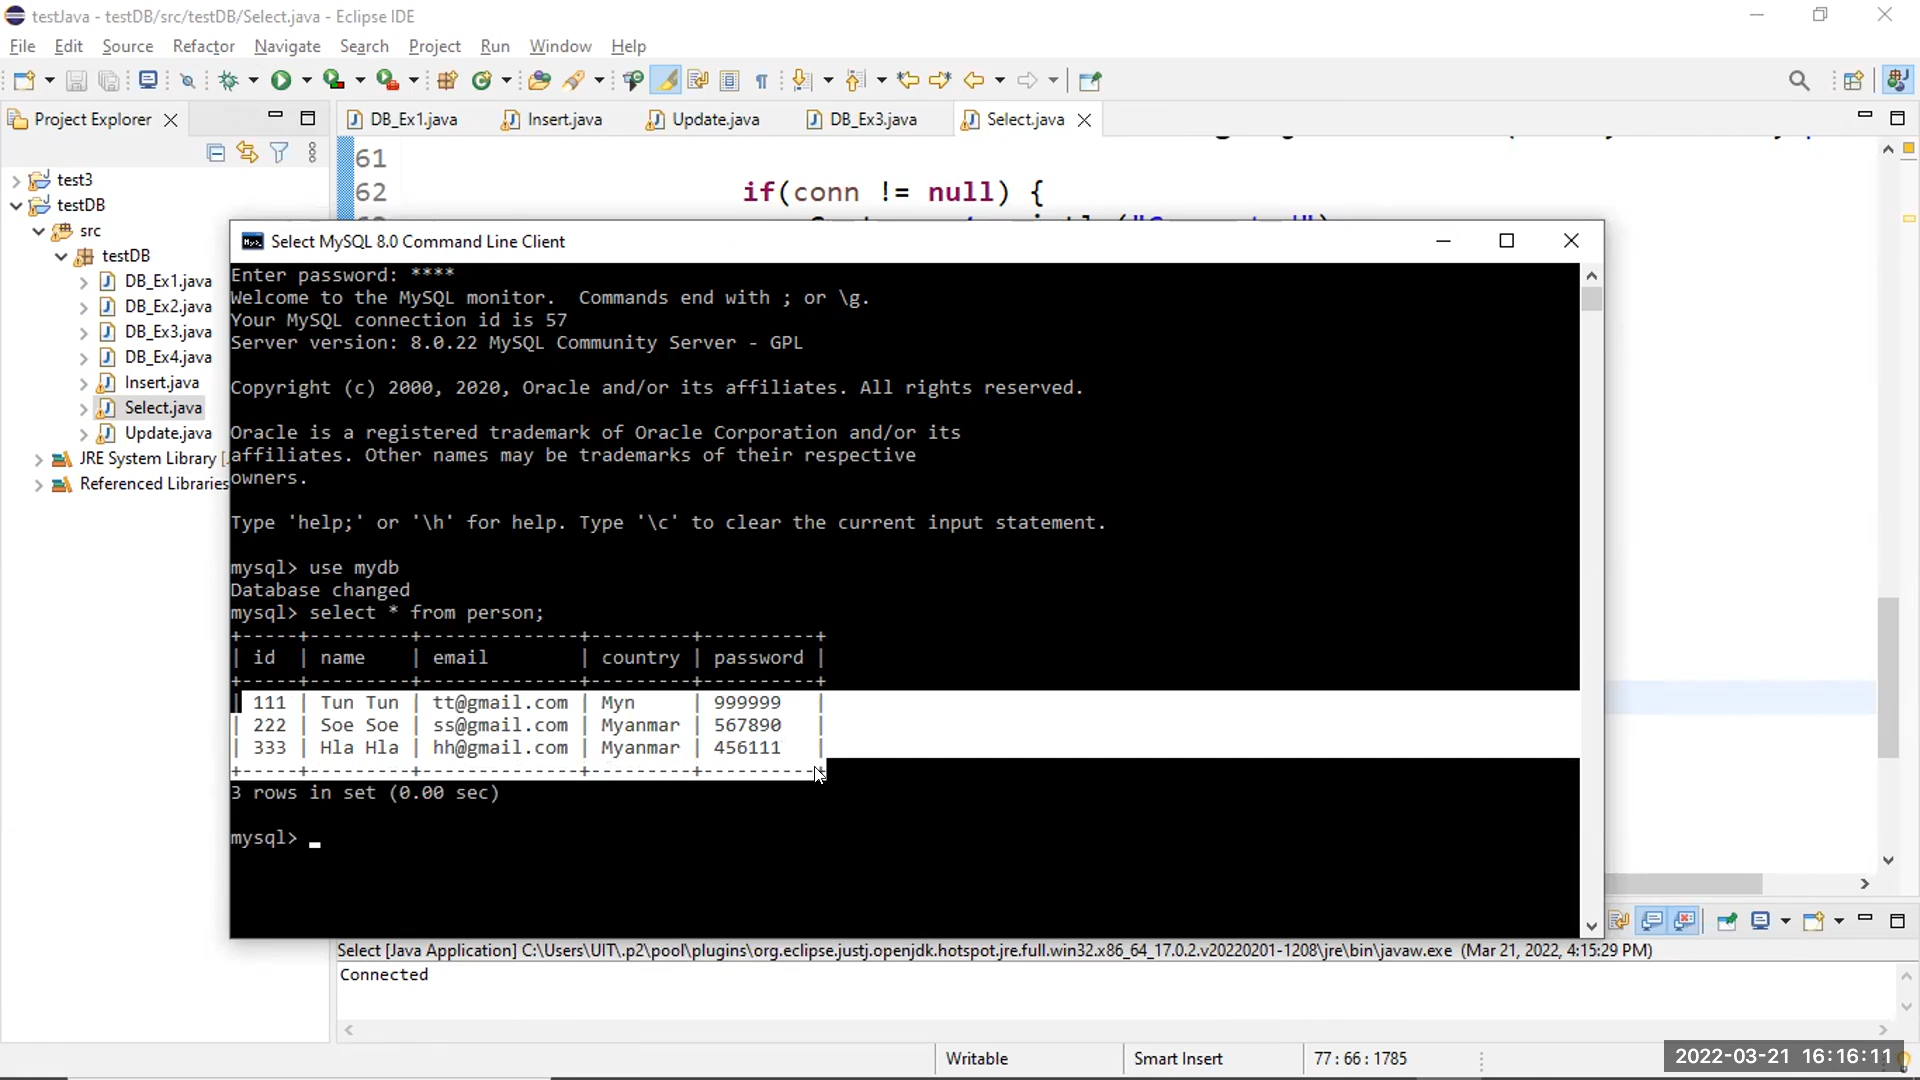 testJava - testDB/src/testDB/Select.java - Eclipse IDE
File Edit Source Refactor Navigate Search Project Run Window Help
Project Explorer
DB_Ex1.java Insert.java Update.java DB_Ex3.java Select.java
test3
testDB
src
testDB
DB_Ex1.java
DB_Ex2.java
DB_Ex3.java
DB_Ex4.java
Insert.java
Select.java
Update.java
JRE System Library [
Referenced Libraries
61
62 if(conn != null) {
Select MySQL 8.0 Command Line Client
Enter password: ****
Welcome to the MySQL monitor.  Commands end with ; or \g.
Your MySQL connection id is 57
Server version: 8.0.22 MySQL Community Server - GPL
Copyright (c) 2000, 2020, Oracle and/or its affiliates. All rights reserved.
Oracle is a registered trademark of Oracle Corporation and/or its
affiliates. Other names may be trademarks of their respective
owners.
Type 'help;' or '\h' for help. Type '\c' to clear the current input statement.
mysql> use mydb
Database changed
mysql> select * from person;
+-----+---------+--------------+---------+----------+
| id  | name    | email        | country | password |
+-----+---------+--------------+---------+----------+
| 111 | Tun Tun | tt@gmail.com | Myn     | 999999   |
| 222 | Soe Soe | ss@gmail.com | Myanmar | 567890   |
| 333 | Hla Hla | hh@gmail.com | Myanmar | 456111   |
+-----+---------+--------------+---------+----------+
3 rows in set (0.00 sec)
mysql>
Select [Java Application] C:\Users\UIT\.p2\pool\plugins\org.eclipse.justj.openjdk.hotspot.jre.full.win32.x86_64_17.0.2.v20220201-1208\jre\bin\javaw.exe (Mar 21, 2022, 4:15:29 PM)
Connected
Writable Smart Insert 77 : 66 : 1785
2022-03-21 16:16:11